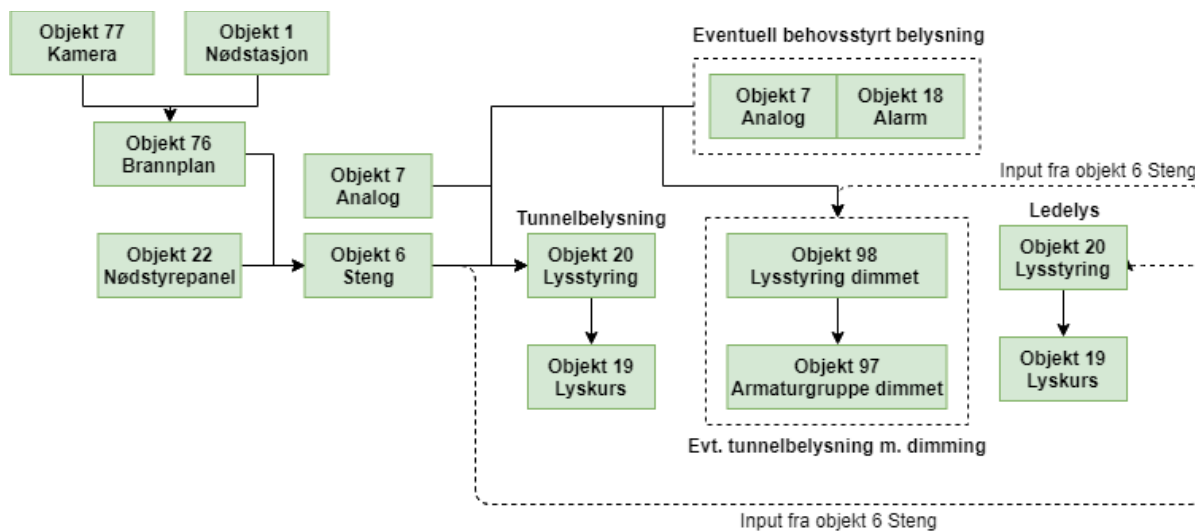 Objekt 77
Kamera
Objekt 1
Nødstasjon
Eventuell behovsstyrt belysning
Objekt 7
Analog
Objekt 18
Alarm
Objekt 76
Brannplan
Objekt 7
Analog
Input fra objekt 6 Steng
Tunnelbelysning
Ledelys
Objekt 22
Nødstyrepanel
Objekt 6
Steng
Objekt 20
Lysstyring
Objekt 98
Lysstyring dimmet
Objekt 20
Lysstyring
Objekt 19
Lyskurs
Objekt 97
Armaturgruppe dimmet
Objekt 19
Lyskurs
Evt. tunnelbelysning m. dimming
Input fra objekt 6 Steng